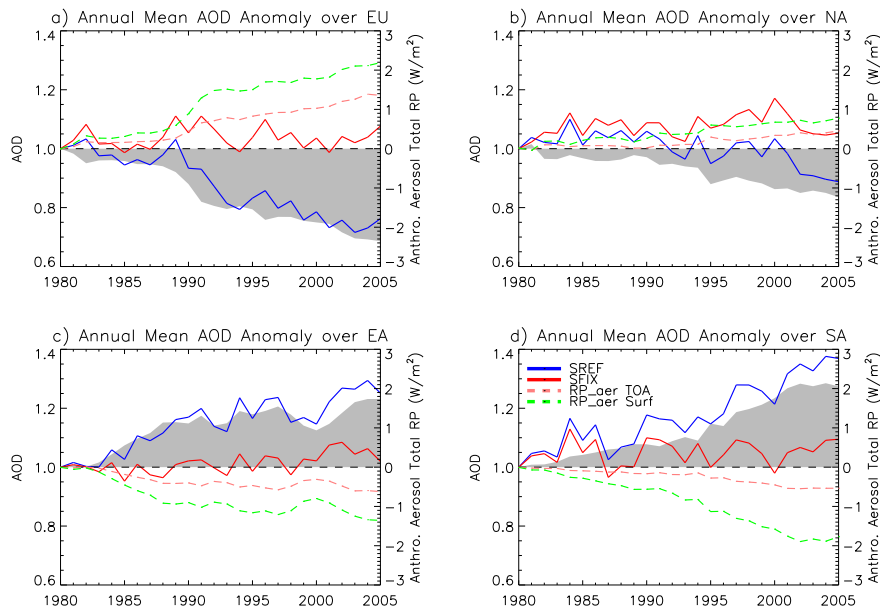 a) Annual Mean AOD Anomaly over EU
1.4
1.2
1.0
0.8
0.6
AOD
3
2
1
0
−1
−2
−3
Anthro. Aerosol Total RP (W/m²)
1980 1985 1990 1995 2000 2005
b) Annual Mean AOD Anomaly over NA
1.4
1.2
1.0
0.8
0.6
AOD
3
2
1
0
−1
−2
−3
Anthro. Aerosol Total RP (W/m²)
1980 1985 1990 1995 2000 2005
c) Annual Mean AOD Anomaly over EA
1.4
1.2
1.0
0.8
0.6
AOD
3
2
1
0
−1
−2
−3
Anthro. Aerosol Total RP (W/m²)
1980 1985 1990 1995 2000 2005
d) Annual Mean AOD Anomaly over SA
SREF
SFIX
RP_aer TOA
RP_aer Surf
1.4
1.2
1.0
0.8
0.6
AOD
3
2
1
0
−1
−2
−3
Anthro. Aerosol Total RP (W/m²)
1980 1985 1990 1995 2000 2005